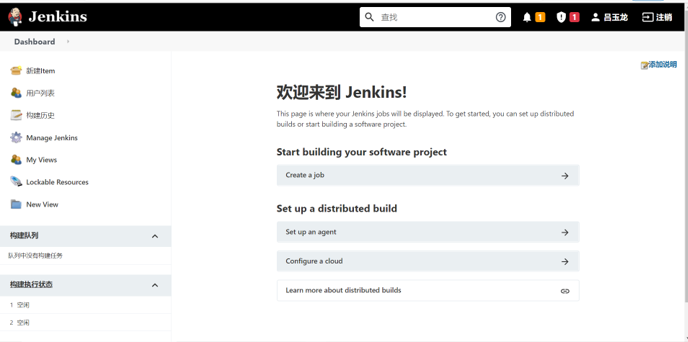 Jenkins
查找
1
1
吕玉龙
注销
Dashboard
添加说明
新建Item
用户列表
构建历史
Manage Jenkins
My Views
Lockable Resources
New View
构建队列
队列中没有构建任务
构建执行状态
1 空闲
2 空闲
欢迎来到 Jenkins!
This page is where your Jenkins jobs will be displayed. To get started, you can set up distributed
builds or start building a software project.
Start building your software project
Create a job
Set up a distributed build
Set up an agent
Configure a cloud
Learn more about distributed builds